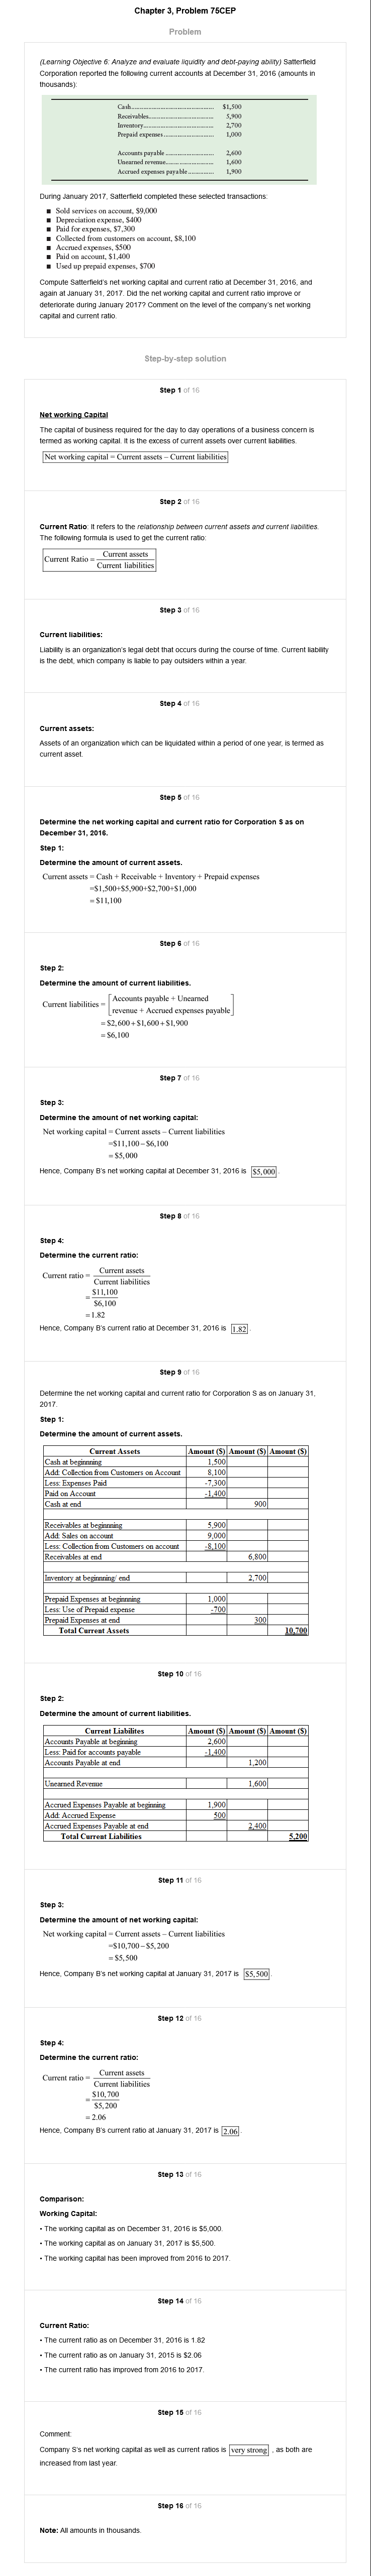 Chapter 3, Problem 75CEP
Problem
(Learning Objective 6: Analyze and evaluate liquidity and debt-paying ability) Satterfield
Corporation reported the following current accounts at December 31, 2016 (amounts in
thousands):
Cash.......................................... $1,500
Receivables................................. 5,900
Inventory.................................... 2,700
Prepaid expenses......................... 1,000
Accounts payable......................... 2,600
Unearned revenue........................ 1,600
Accrued expenses payable............. 1,900
During January 2017, Satterfield completed these selected transactions:
■ Sold services on account, $9,000
■ Depreciation expense, $400
■ Paid for expenses, $7,300
■ Collected from customers on account, $8,100
■ Accrued expenses, $500
■ Paid on account, $1,400
■ Used up prepaid expenses, $700
Compute Satterfield's net working capital and current ratio at December 31, 2016, and
again at January 31, 2017. Did the net working capital and current ratio improve or
deteriorate during January 2017? Comment on the level of the company's net working
capital and current ratio.
Step-by-step solution
Step 1 of 16
Net working Capital
The capital of business required for the day to day operations of a business concern is
termed as working capital. It is the excess of current assets over current liabilities.
Net working capital = Current assets – Current liabilities
Step 2 of 16
Current Ratio: It refers to the relationship between current assets and current liabilities.
The following formula is used to get the current ratio:
Current Ratio = Current assets
Current liabilities
Step 3 of 16
Current liabilities:
Liability is an organization's legal debt that occurs during the course of time. Current liability
is the debt, which company is liable to pay outsiders within a year.
Step 4 of 16
Current assets:
Assets of an organization which can be liquidated within a period of one year, is termed as
current asset.
Step 5 of 16
Determine the net working capital and current ratio for Corporation S as on
December 31, 2016.
Step 1:
Determine the amount of current assets.
Current assets = Cash + Receivable + Inventory + Prepaid expenses
=$1,500+$5,900+$2,700+$1,000
= $11,100
Step 6 of 16
Step 2:
Determine the amount of current liabilities.
Current liabilities = [Accounts payable + Unearned
revenue + Accrued expenses payable]
= $2,600 + $1,600 + $1,900
= $6,100
Step 7 of 16
Step 3:
Determine the amount of net working capital:
Net working capital = Current assets – Current liabilities
=$11,100 – $6,100
= $5,000
Hence, Company B's net working capital at December 31, 2016 is $5,000.
Step 8 of 16
Step 4:
Determine the current ratio:
Current ratio = Current assets
Current liabilities
= $11,100
$6,100
= 1.82
Hence, Company B's current ratio at December 31, 2016 is 1.82.
Step 9 of 16
Determine the net working capital and current ratio for Corporation S as on January 31,
2017.
Step 1:
Determine the amount of current assets.
Current Assets Amount ($) Amount ($) Amount ($)
Cash at beginnning 1,500
Add: Collection from Customers on Account 8,100
Less: Expenses Paid -7,300
Paid on Account -1,400
Cash at end 900
Receivables at beginnning 5,900
Add: Sales on account 9,000
Less: Collection from Customers on account -8,100
Receivables at end 6,800
Inventory at beginnning/ end 2,700
Prepaid Expenses at beginnning 1,000
Less: Use of Prepaid expense -700
Prepaid Expenses at end 300
Total Current Assets 10,700
Step 10 of 16
Step 2:
Determine the amount of current liabilities.
Current Liabilites Amount ($) Amount ($) Amount ($)
Accounts Payable at beginning 2,600
Less: Paid for accounts payable -1,400
Accounts Payable at end 1,200
Unearned Revenue 1,600
Accrued Expenses Payable at beginning 1,900
Add: Accrued Expense 500
Accrued Expenses Payable at end 2,400
Total Current Liabilities 5,200
Step 11 of 16
Step 3:
Determine the amount of net working capital:
Net working capital = Current assets – Current liabilities
=$10,700 – $5,200
= $5,500
Hence, Company B's net working capital at January 31, 2017 is $5,500.
Step 12 of 16
Step 4:
Determine the current ratio:
Current ratio = Current assets
Current liabilities
= $10,700
$5,200
= 2.06
Hence, Company B's current ratio at January 31, 2017 is 2.06.
Step 13 of 16
Comparison:
Working Capital:
• The working capital as on December 31, 2016 is $5,000.
• The working capital as on January 31, 2017 is $5,500.
• The working capital has been improved from 2016 to 2017.
Step 14 of 16
Current Ratio:
• The current ratio as on December 31, 2016 is 1.82
• The current ratio as on January 31, 2015 is $2.06
• The current ratio has improved from 2016 to 2017.
Step 15 of 16
Comment:
Company S's net working capital as well as current ratios is very strong , as both are
increased from last year.
Step 16 of 16
Note: All amounts in thousands.